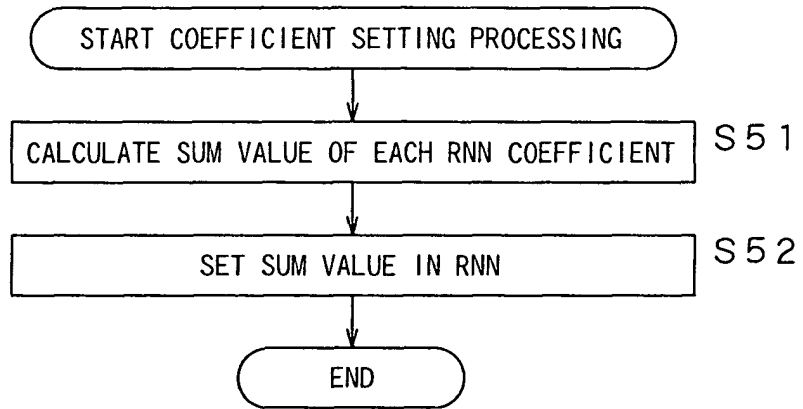 START COEFFICIENT SETTING PROCESSING
CALCULATE SUM VALUE OF EACH RNN COEFFICIENT
S51
SET SUM VALUE IN RNN
S52
END